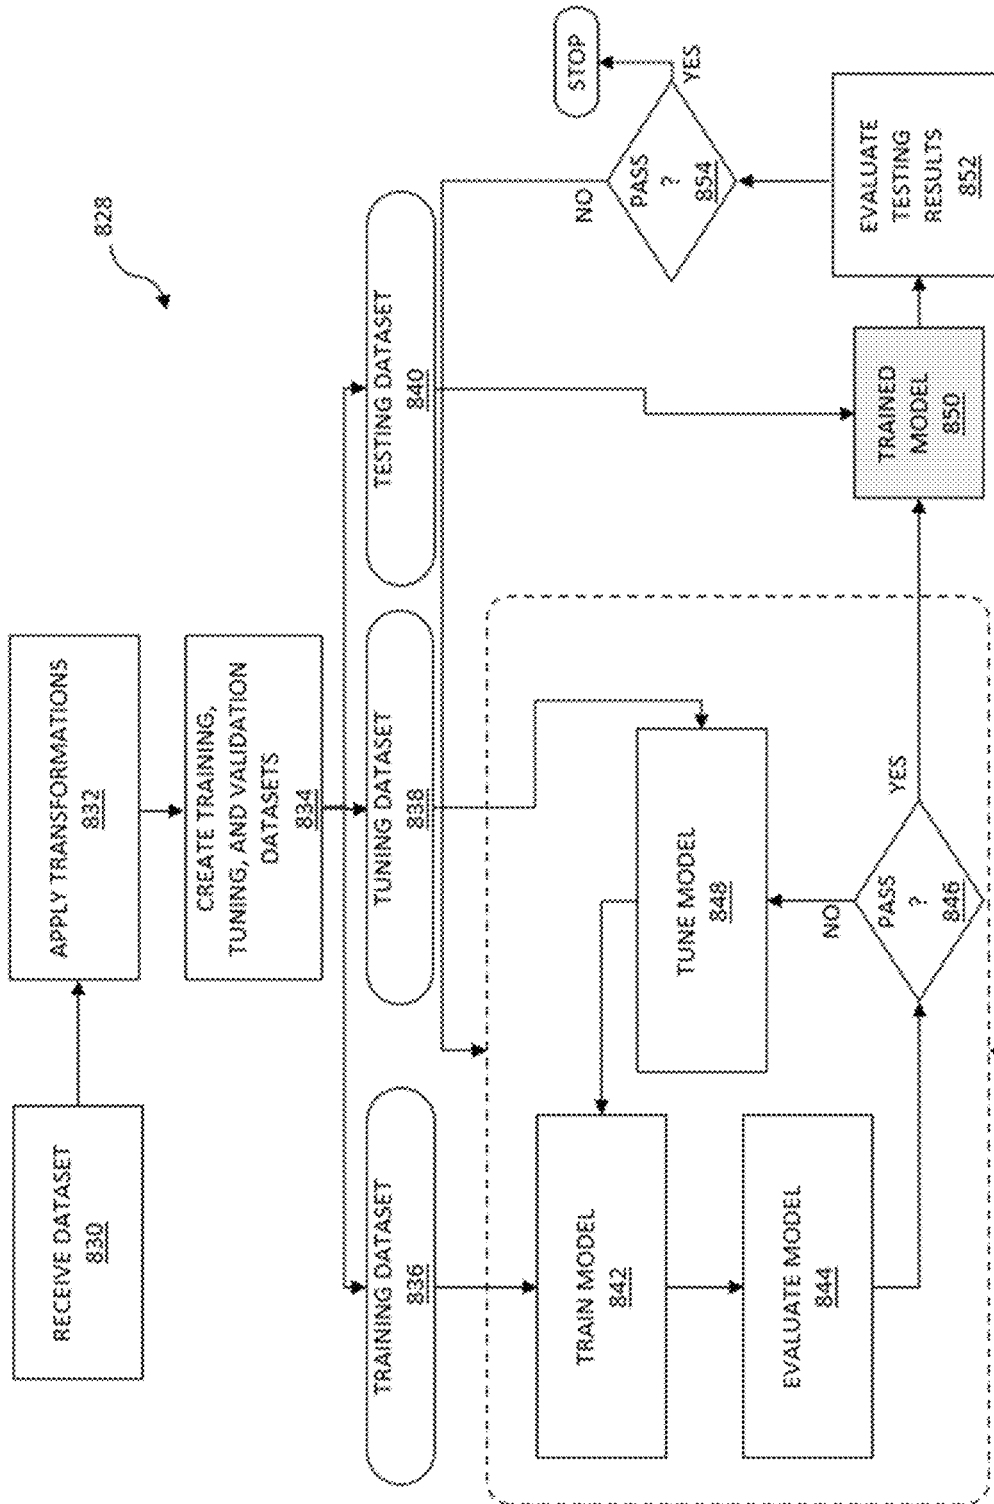 828
RECEIVE DATASET
830
APPLY TRANSFORMATIONS
832
CREATE TRAINING,
TUNING, AND VALIDATION
DATASETS
834
TRAINING DATASET
836
TUNING DATASET
838
TESTING DATASET
840
TRAIN MODEL
842
EVALUATE MODEL
844
TUNE MODEL
848
NO
PASS
?
846
YES
TRAINED
MODEL
850
EVALUATE
TESTING
RESULTS
852
NO
PASS
?
854
YES
STOP